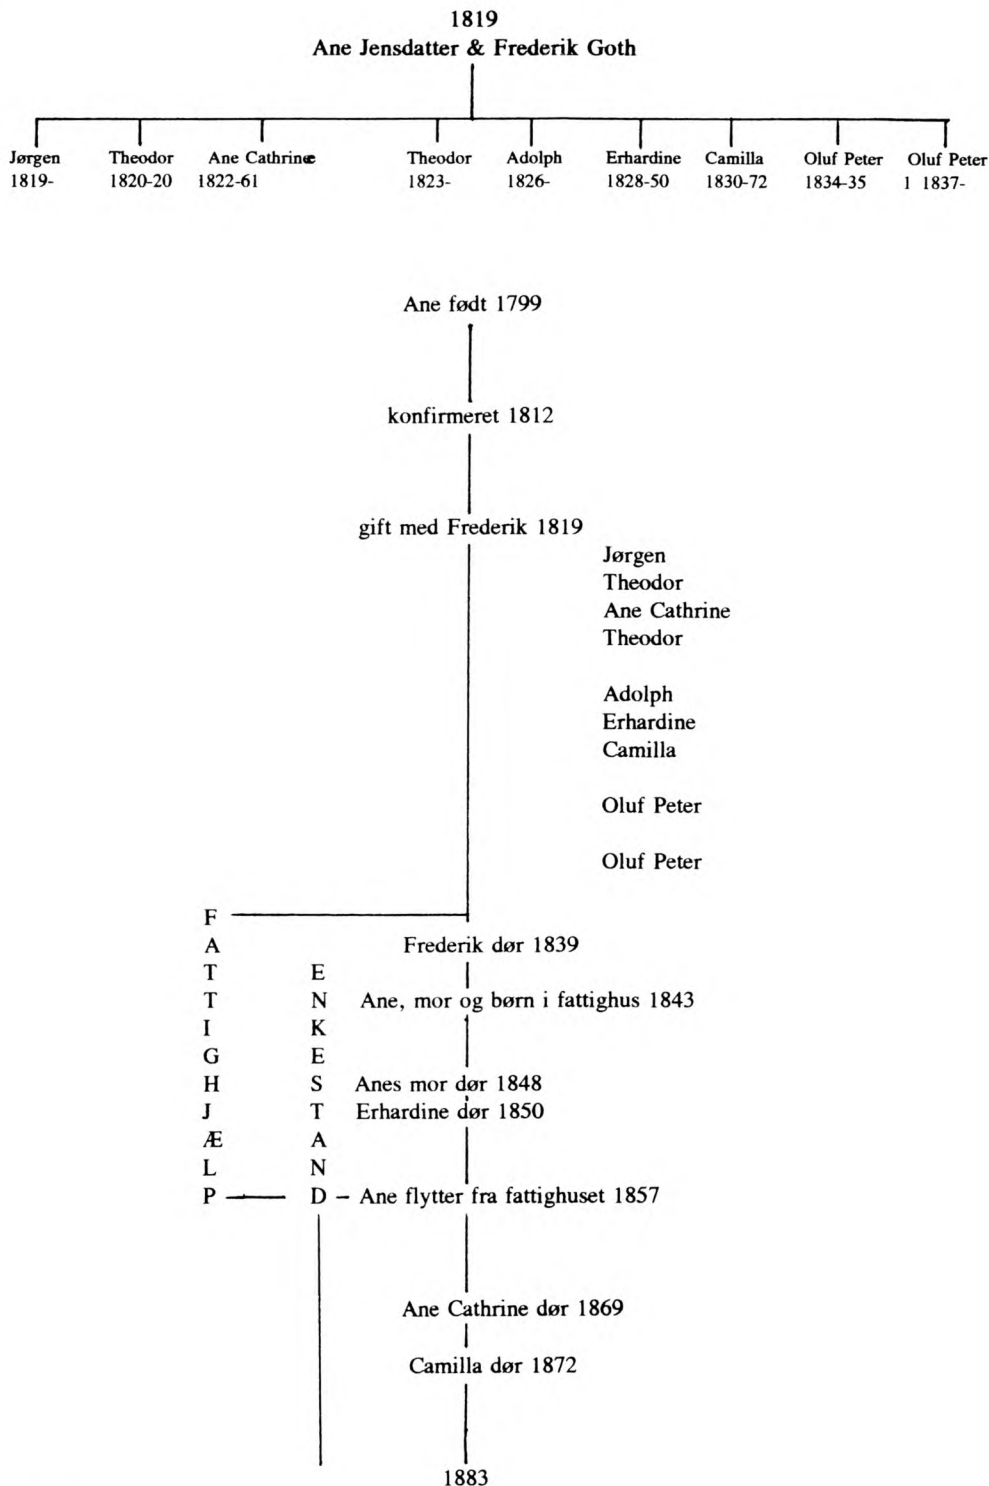 1819
Ane Jensdatter & Frederik Goth
Jørgen Theodor Ane Cathrine Theodor Adolph Erhardine Camilla Oluf Peter Oluf Peter
1819- 1820-20 1822-61 1823- 1826- 1828-50 1830-72 1834-35 1 1837-
Ane født 1799
konfirmeret 1812
gift med Frederik 1819
Jørgen
Theodor
Ane Cathrine
Theodor
Adolph
Erhardine
Camilla
Oluf Peter
Oluf Peter
FATTIGHJÆLP
ENKESTAND
Frederik dør 1839
Ane, mor og børn i fattighus 1843
Anes mor dør 1848
Erhardine dør 1850
Ane flytter fra fattighuset 1857
Ane Cathrine dør 1869
Camilla dør 1872
1883